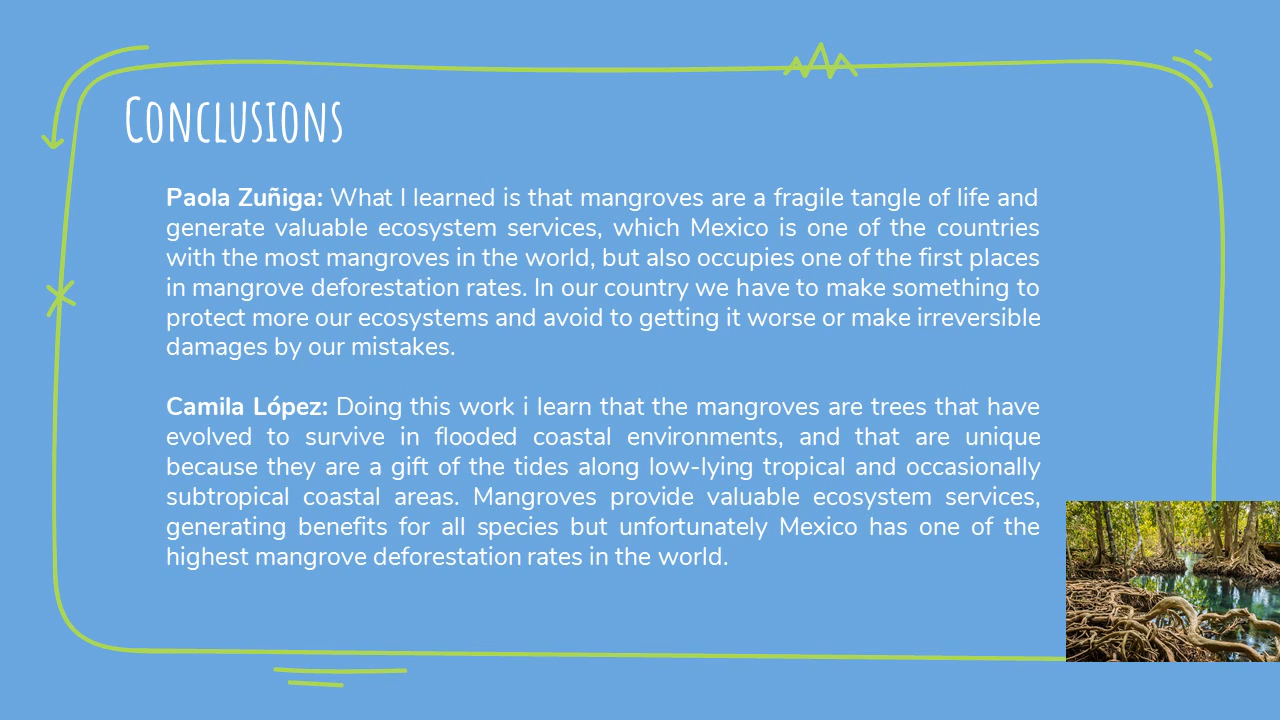 Conclusions
Paola Zuñiga: What I learned is that mangroves are a fragile tangle of life and
generate valuable ecosystem services, which Mexico is one of the countries
with the most mangroves in the world, but also occupies one of the first places
in mangrove deforestation rates. In our country we have to make something to
protect more our ecosystems and avoid to getting it worse or make irreversible
damages by our mistakes.
Camila López: Doing this work i learn that the mangroves are trees that have
evolved to survive in flooded coastal environments, and that are unique
because they are a gift of the tides along low-lying tropical and occasionally
subtropical coastal areas. Mangroves provide valuable ecosystem services,
generating benefits for all species but unfortunately Mexico has one of the
highest mangrove deforestation rates in the world.